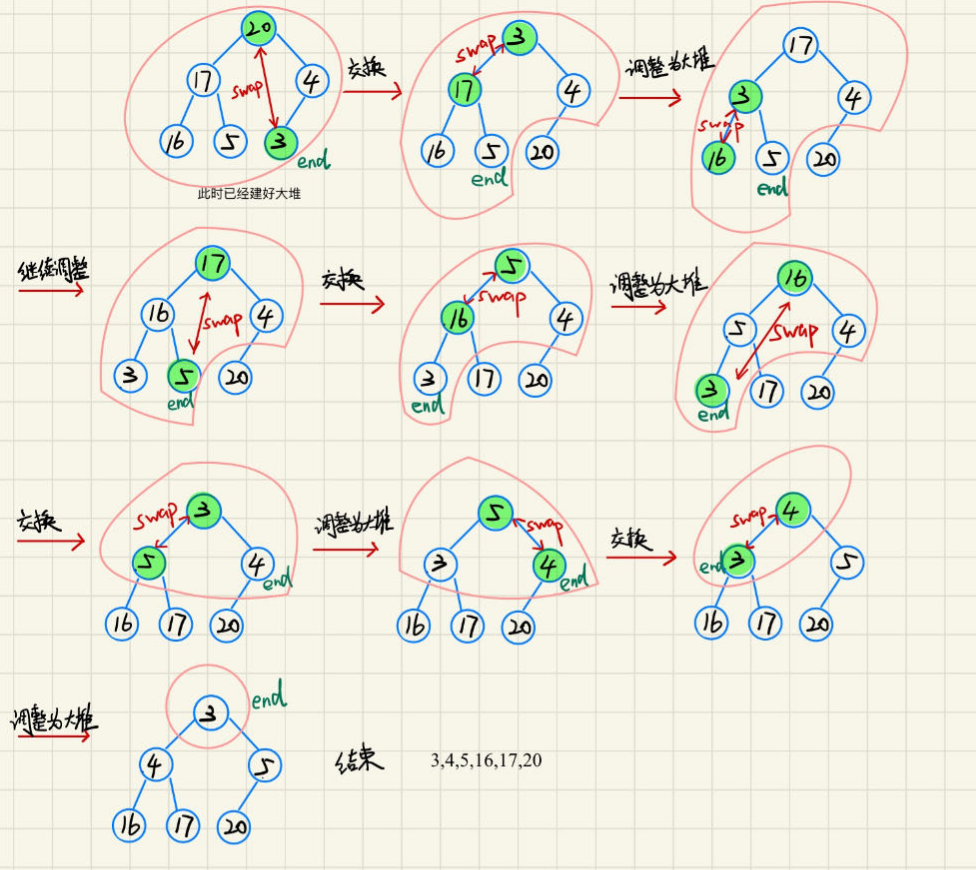 20
17 swap 4
16 5 3 end
此时已经建好大堆
交换
3
swap
17 4
16 5 20
end
调整为大堆
17
3 4
swap
16 5 20
end
继续调整
17
16 swap 4
3 5 20
end
交换
5
swap
16 4
3 17 20
end
调整为大堆
16
5 swap 4
3 17 20
end
交换
3
swap
5 4
end
16 17 20
调整为大堆
5
swap
3 4 end
16 17 20
交换
4
swap
end 3 5
16 17 20
调整为大堆
3 end
4 5
16 17 20
结束 3,4,5,16,17,20